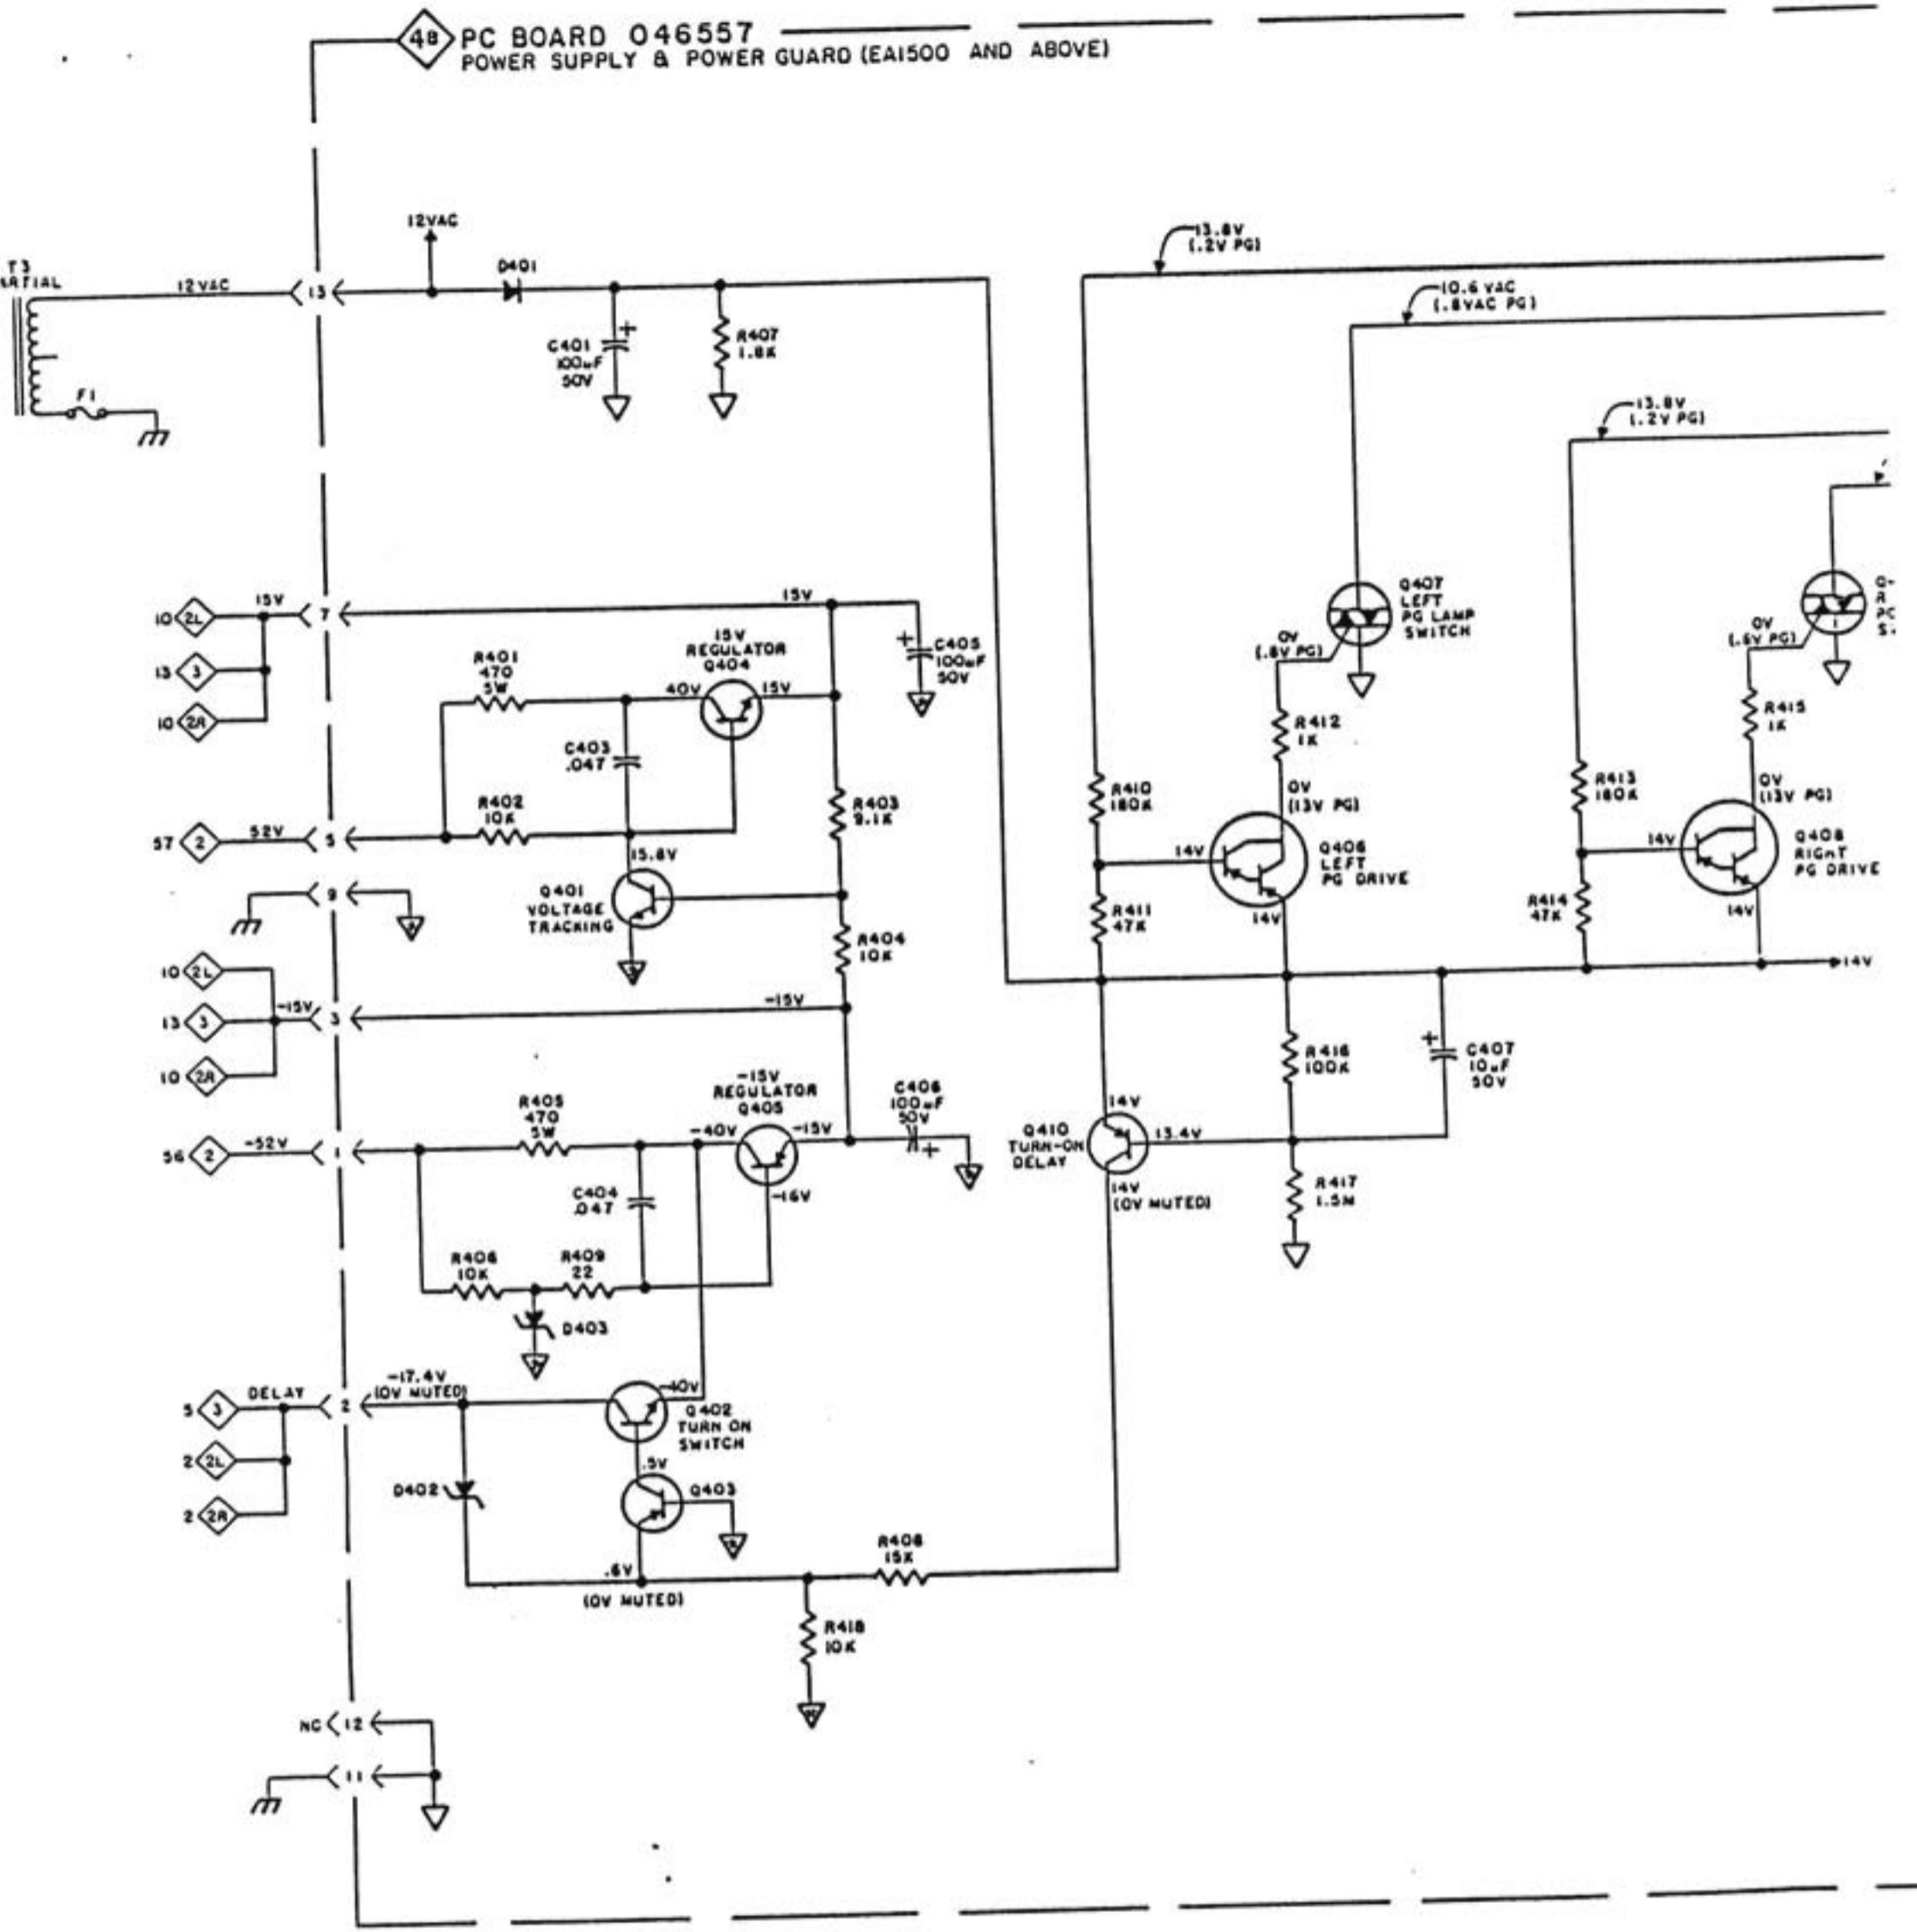 4B PC BOARD 046557
POWER SUPPLY & POWER GUARD (EA1500 AND ABOVE)
T3
12VAC
13
12VAC
D401
C401
100uF
50V
R407
1.8K
F1
13.8V
(.2V PG)
10.6 VAC
(.8VAC PG)
13.8V
(.2V PG)
10 2L
15V
7
15V
13 3
10 2R
R401
470
5W
15V
REGULATOR
Q404
40V
15V
C405
100uF
50V
C403
.047
R402
10K
57 2
52V
5
R403
9.1K
15.8V
9
Q401
VOLTAGE
TRACKING
R404
10K
10 2L
13 3
-15V
3
-15V
10 2R
-15V
REGULATOR
Q405
R405
470
5W
-40V
-15V
C406
100uF
50V
56 2
-52V
1
C404
.047
-16V
R406
10K
R409
22
D403
5 3
DELAY
2
-17.4V
(0V MUTED)
-40V
Q402
TURN ON
SWITCH
2 2L
2 2R
D402
.5V
Q403
.6V
(0V MUTED)
R408
15K
R418
10K
NC
12
11
Q407
LEFT
PG LAMP
SWITCH
0V
(.8V PG)
R412
1K
R410
180K
0V
(13V PG)
14V
Q406
LEFT
PG DRIVE
R411
47K
14V
0V
(.6V PG)
R415
1K
R413
180K
0V
(13V PG)
14V
Q408
RIGHT
PG DRIVE
R414
47K
14V
14V
R416
100K
C407
10uF
50V
14V
Q410
TURN-ON
DELAY
13.4V
14V
(0V MUTED)
R417
1.5M